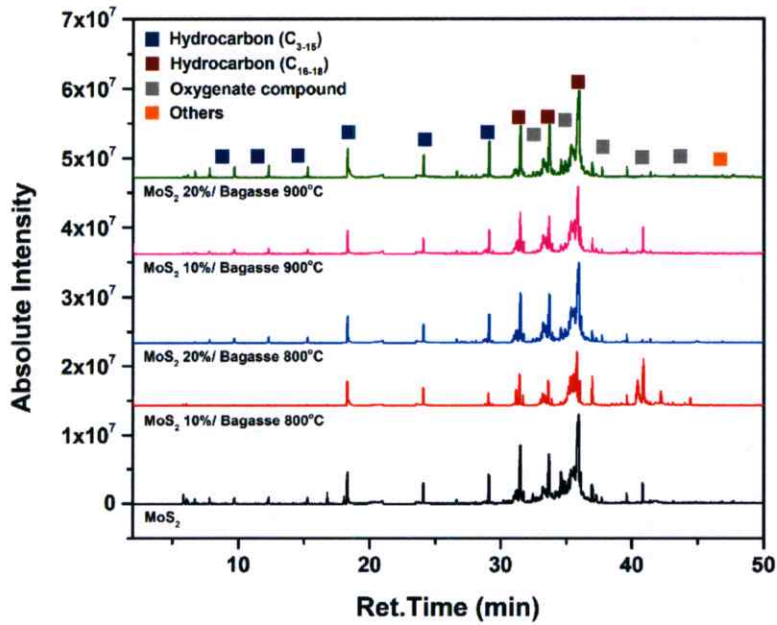 7x10⁷
6x10⁷
5x10⁷
4x10⁷
3x10⁷
2x10⁷
1x10⁷
0
Absolute Intensity
Hydrocarbon (C₃₋₁₅)
Hydrocarbon (C₁₆₋₁₈)
Oxygenate compound
Others
MoS₂ 20%/ Bagasse 900°C
MoS₂ 10%/ Bagasse 900°C
MoS₂ 20%/ Bagasse 800°C
MoS₂ 10%/ Bagasse 800°C
MoS₂
10 20 30 40 50
Ret.Time (min)